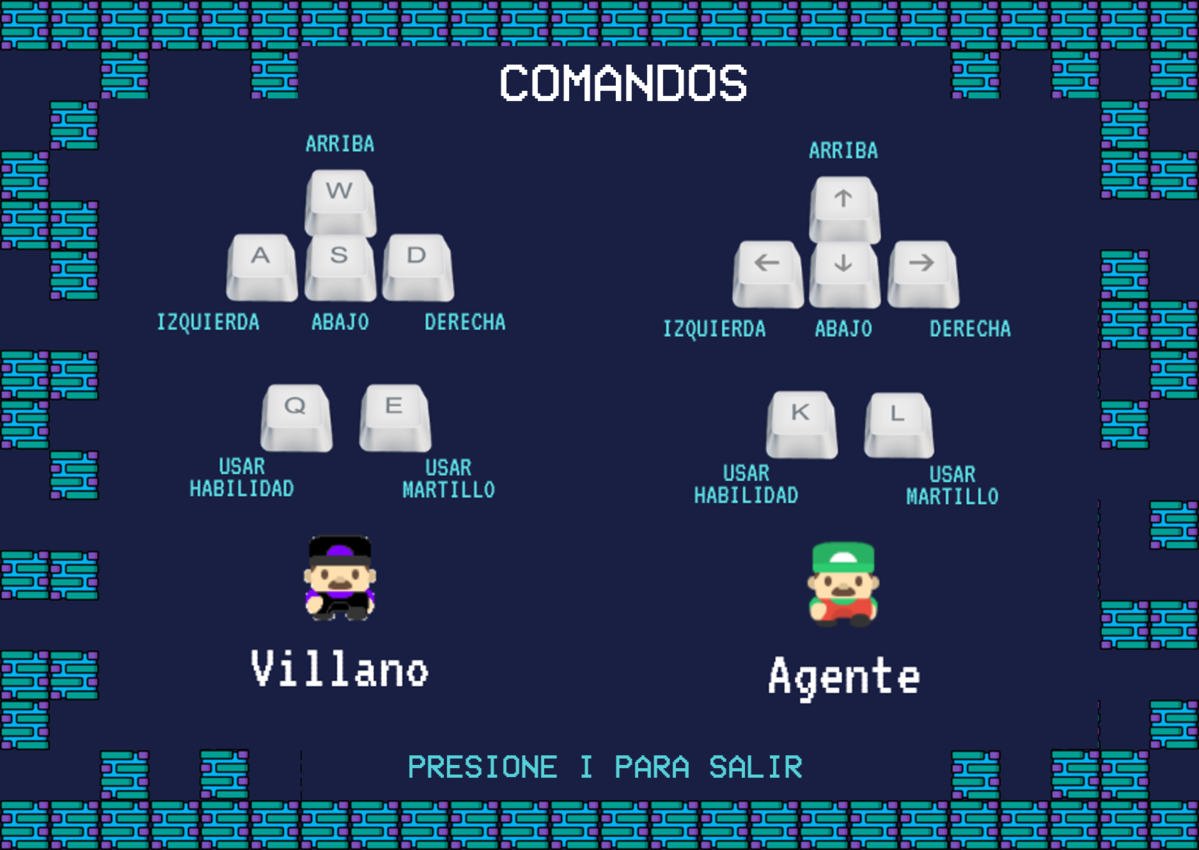 COMANDOS
ARRIBA
W
A S D
IZQUIERDA ABAJO DERECHA
Q E
USAR
HABILIDAD
USAR
MARTILLO
Villano
ARRIBA
↑
← ↓ →
IZQUIERDA ABAJO DERECHA
K L
USAR
HABILIDAD
USAR
MARTILLO
Agente
PRESIONE I PARA SALIR